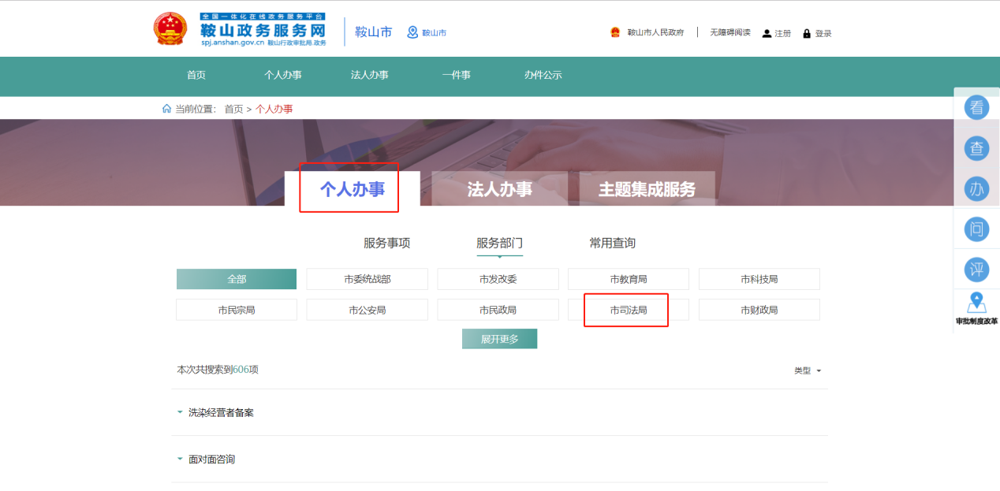 全国一体化在线政务服务平台
鞍山政务服务网
spj.anshan.gov.cn 鞍山行政审批局.政务
鞍山市
鞍山市
鞍山市人民政府
无障碍阅读
注册
登录
首页
个人办事
法人办事
一件事
办件公示
当前位置： 首页 > 个人办事
个人办事
法人办事
主题集成服务
服务事项
服务部门
常用查询
全部
市委统战部
市发改委
市教育局
市科技局
市民宗局
市公安局
市民政局
市司法局
市财政局
展开更多
本次共搜索到606项
类型
洗染经营者备案
面对面咨询
看
查
办
问
评
审批制度改革